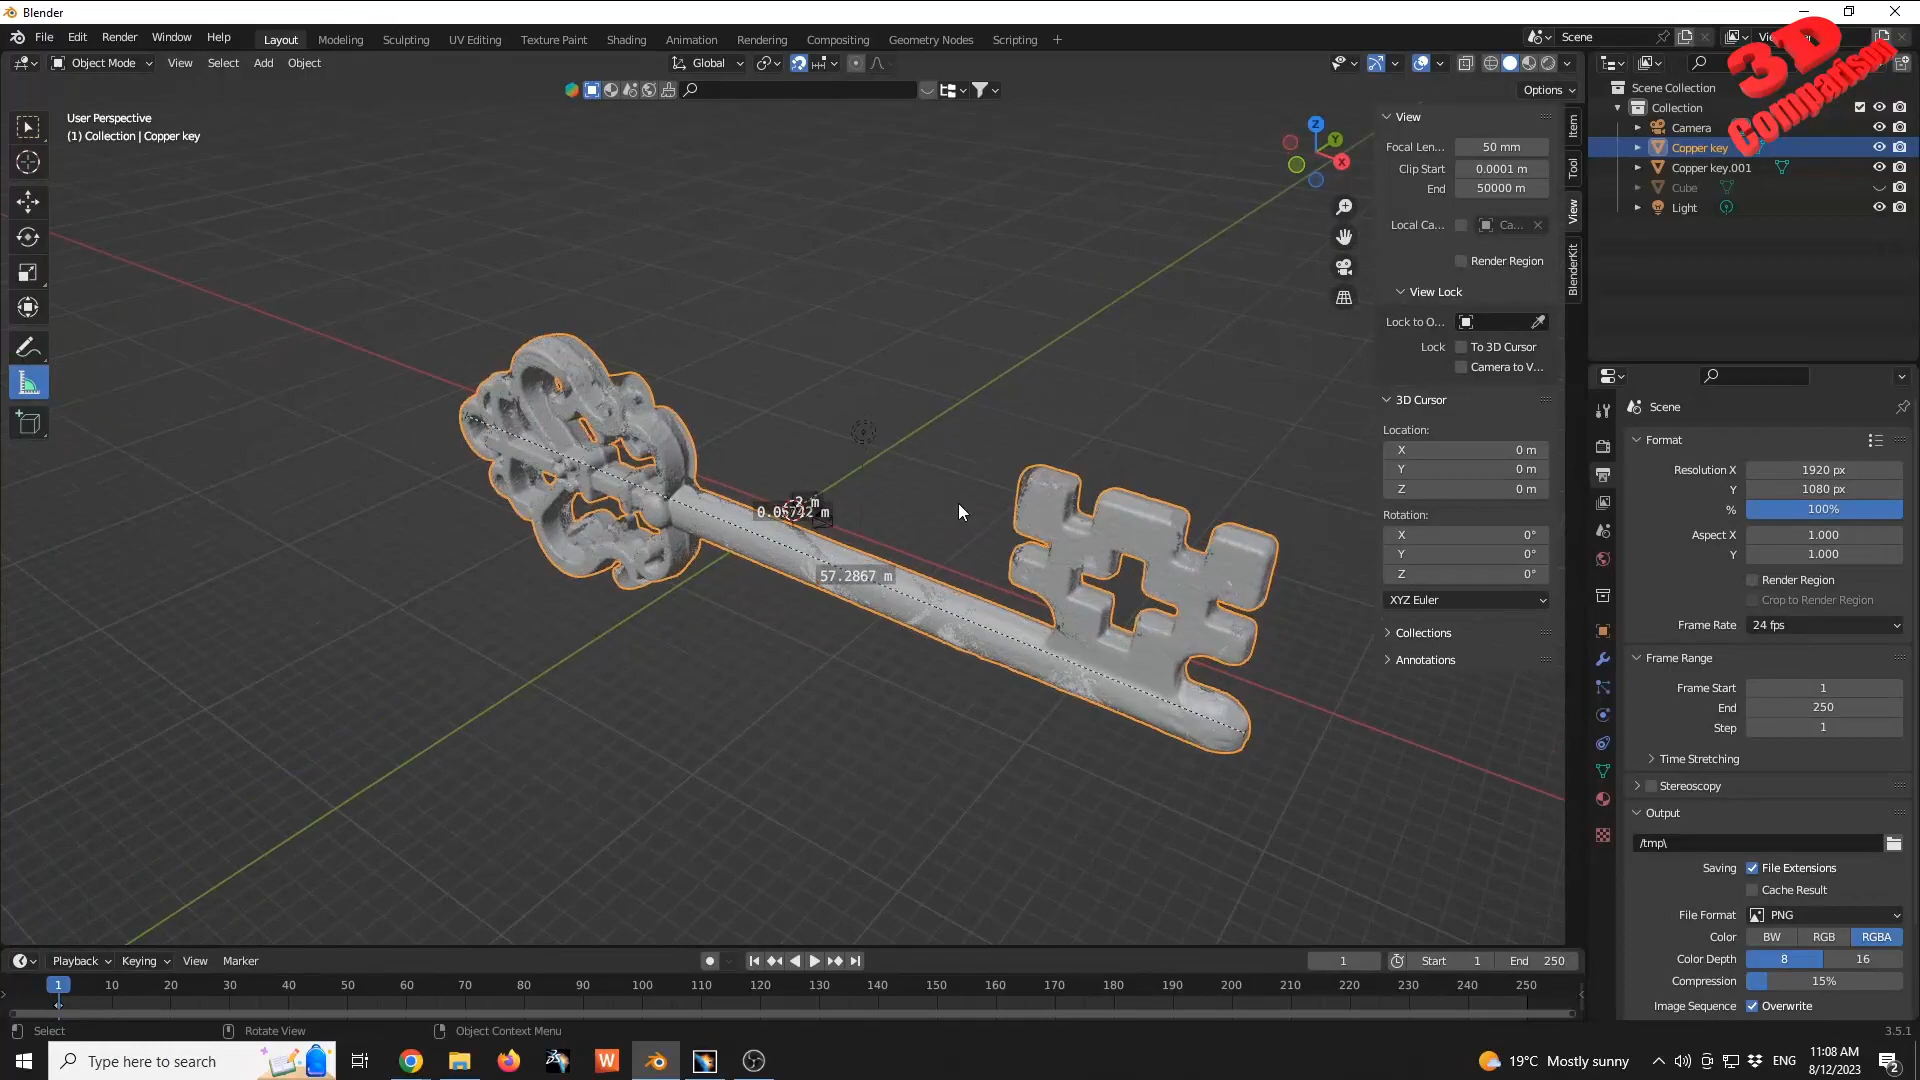 Blender
File Edit Render Window Help
Layout Modeling Sculpting UV Editing Texture Paint Shading Animation Rendering Compositing Geometry Nodes Scripting +
Scene
3D
Comparison
Object Mode View Select Add Object
Global
Options
User Perspective
(1) Collection | Copper key
Z
Y
X
2 m
0.05742 m
57.2867 m
View
Focal Len... 50 mm
Clip Start 0.0001 m
End 50000 m
Local Ca... Ca...
Render Region
View Lock
Lock to O...
Lock To 3D Cursor
Camera to V...
3D Cursor
Location:
X 0 m
Y 0 m
Z 0 m
Rotation:
X 0°
Y 0°
Z 0°
XYZ Euler
Collections
Annotations
Item
Tool
View
BlenderKit
Scene Collection
Collection
Camera
Copper key
Copper key.001
Cube
Light
Scene
Format
Resolution X 1920 px
Y 1080 px
% 100%
Aspect X 1.000
Y 1.000
Render Region
Crop to Render Region
Frame Rate 24 fps
Frame Range
Frame Start 1
End 250
Step 1
Time Stretching
Stereoscopy
Output
/tmp\
Saving File Extensions
Cache Result
File Format PNG
Color BW RGB RGBA
Color Depth 8 16
Compression 15%
Image Sequence Overwrite
Playback Keying View Marker
1 Start 1 End 250
1 10 20 30 40 50 60 70 80 90 100 110 120 130 140 150 160 170 180 190 200 210 220 230 240 250
Select Rotate View Object Context Menu
3.5.1
Type here to search
W
19°C Mostly sunny
ENG
11:08 AM
8/12/2023
2